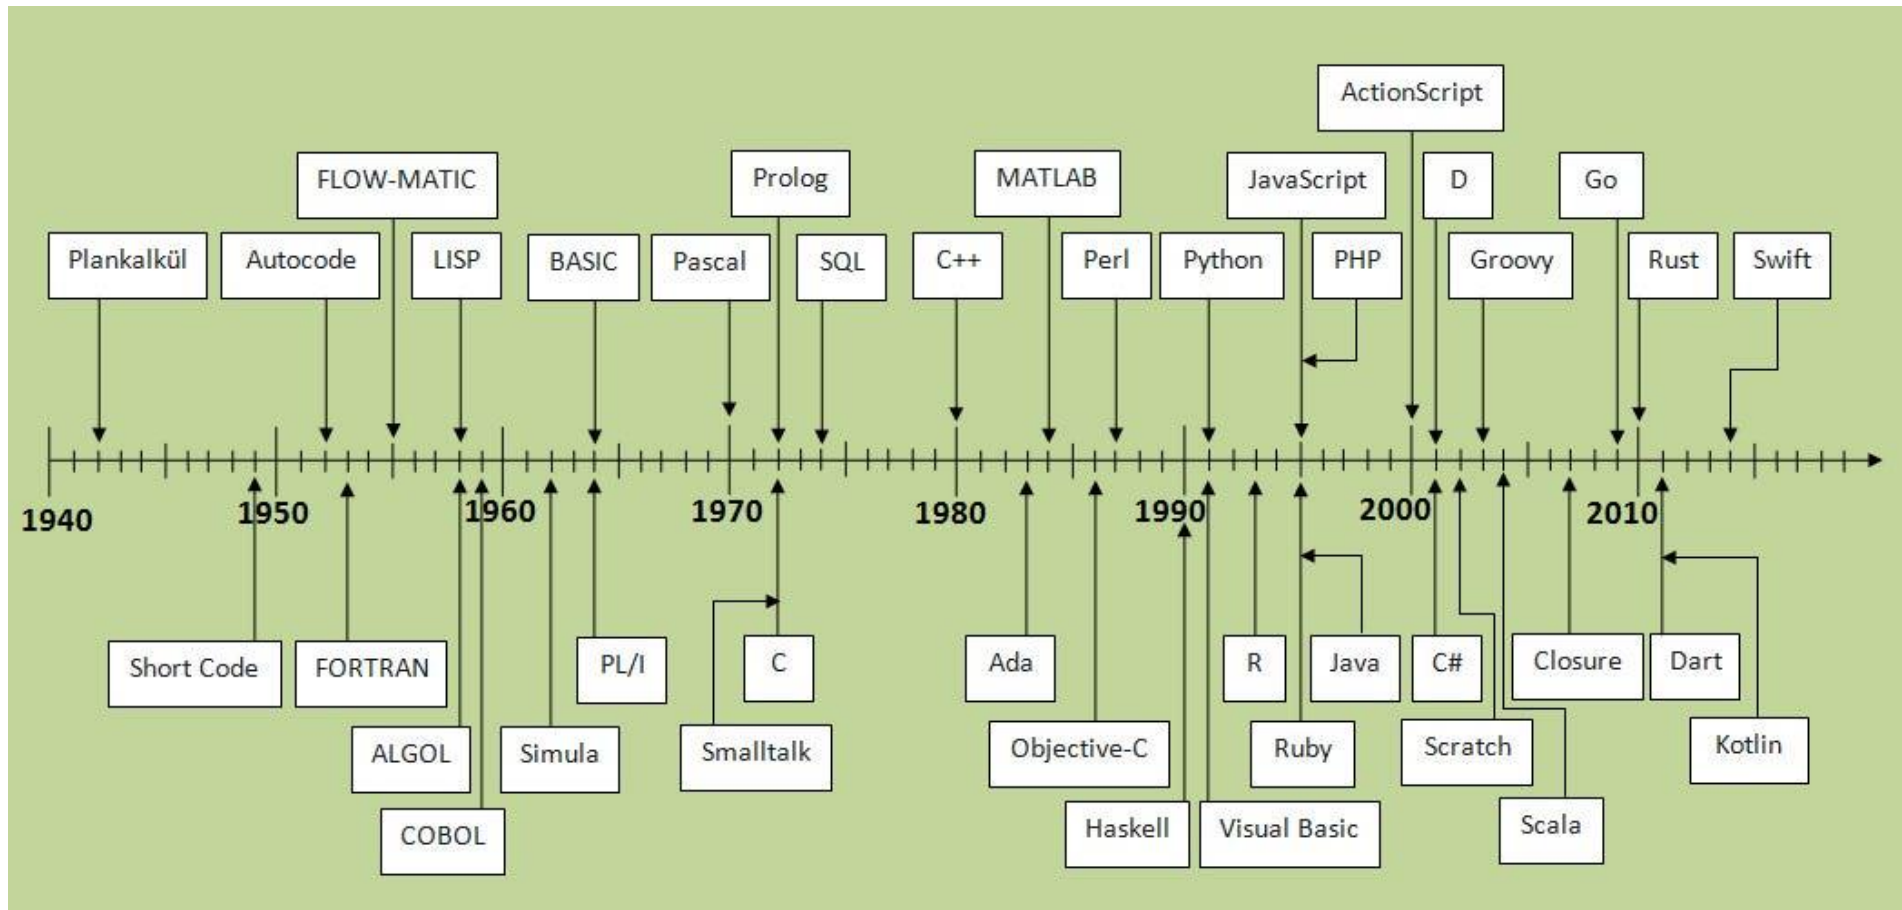 ActionScript
FLOW-MATIC
Prolog
MATLAB
JavaScript
D
Go
Plankalkül
Autocode
LISP
BASIC
Pascal
SQL
C++
Perl
Python
PHP
Groovy
Rust
Swift
1940
1950
1960
1970
1980
1990
2000
2010
Short Code
FORTRAN
PL/I
C
Ada
R
Java
C#
Closure
Dart
ALGOL
Simula
Smalltalk
Objective-C
Ruby
Scratch
Kotlin
COBOL
Haskell
Visual Basic
Scala